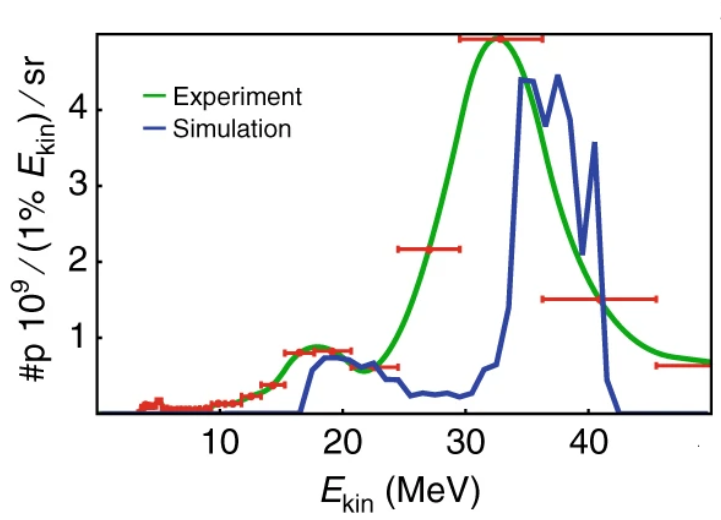 #p 10⁹ / (1% E_kin) / sr
4
3
2
1
Experiment
Simulation
10 20 30 40
E_kin (MeV)